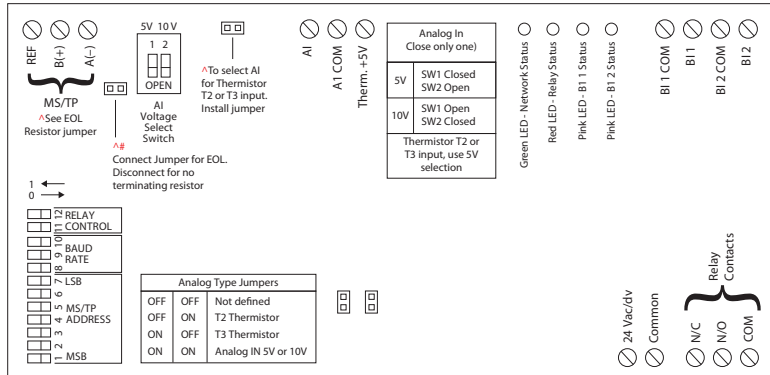 REF
B(+)
A(−)
MS/TP
^See EOL
Resistor jumper
^#
Connect Jumper for EOL.
Disconnect for no
terminating resistor
5V 10 V
1 2
OPEN
AI
Voltage
Select
Switch
^To select AI
for Thermistor
T2 or T3 input.
Install jumper
AI
A1 COM
Therm. +5V
Analog In
Close only one)
5V SW1 Closed
SW2 Open
10V SW1 Open
SW2 Closed
Thermistor T2 or
T3 input, use 5V
selection
Green LED - Network Status
Red LED - Relay Status
Pink LED - B1 1 Status
Pink LED - B1 2 Status
BI 1 COM
BI 1
BI 2 COM
BI 2
1
0
12 RELAY
11 CONTROL
10
9 BAUD
8 RATE
7 LSB
6
5 MS/TP
4 ADDRESS
3
2
1 MSB
Analog Type Jumpers
OFF OFF Not defined
OFF ON T2 Thermistor
ON OFF T3 Thermistor
ON ON Analog IN 5V or 10V
24 Vac/dv
Common
Relay
Contacts
N/C
N/O
COM